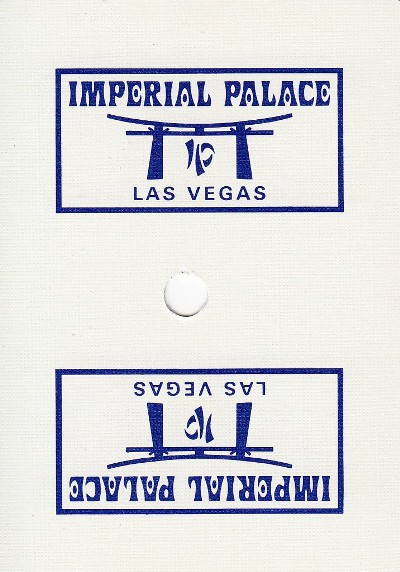 IMPERIAL PALACE
IP
LAS VEGAS
LAS VEGAS
IP
IMPERIAL PALACE